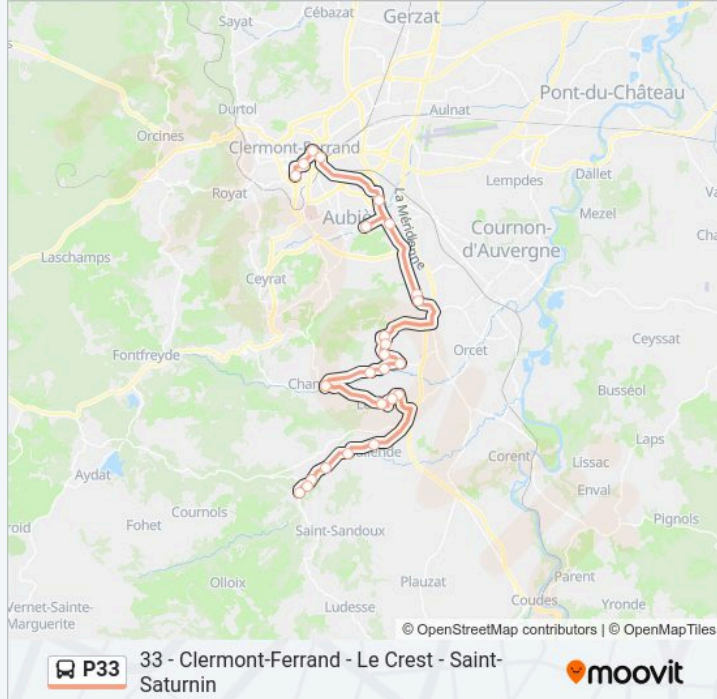 Sayat
Cébazat
Gerzat
Pont-du-Château
Durtol
Aulnat
Orcines
Clermont-Ferrand
Lempdes
Dallet
Royat
Mezel
Aubiè
La Méridienne
Cournon-
d'Auvergne
Laschamps
Ceyrat
Ceyssat
Fontfreyde
Orcet
Busséol
Laps
Corent
Lissac
Aydat
Enval
Cournols
Pignols
Fohet
Saint-Sandoux
Parent
Olloix
Plauzat
Coudes
Yronde
Vernet-Sainte-
Marguerite
Ludesse
© OpenStreetMap contributors | © OpenMapTiles
P33
33 - Clermont-Ferrand - Le Crest - Saint-
Saturnin
moovit